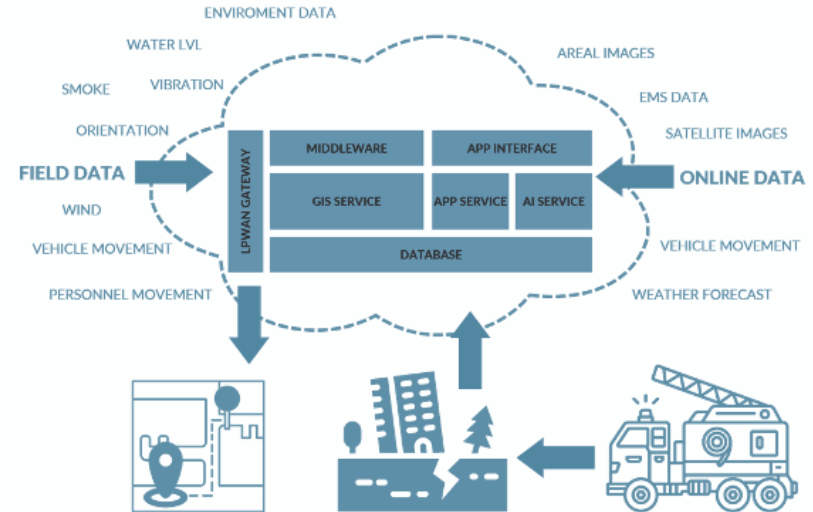 ENVIROMENT DATA
WATER LVL
AREAL IMAGES
SMOKE
VIBRATION
EMS DATA
ORIENTATION
SATELLITE IMAGES
MIDDLEWARE
APP INTERFACE
FIELD DATA
LPWAN GATEWAY
GIS SERVICE
APP SERVICE
AI SERVICE
ONLINE DATA
WIND
VEHICLE MOVEMENT
DATABASE
VEHICLE MOVEMENT
PERSONNEL MOVEMENT
WEATHER FORECAST